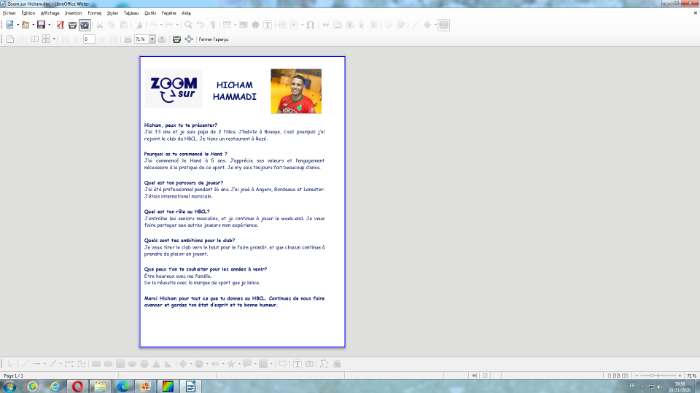 Zoom sur Hicham.doc - LibreOffice Writer
Fichier Édition Affichage Insertion Format Styles Tableau Outils Fenêtre Aide
0 71 % Fermer l'aperçu
ZOOM
sur
HICHAM
HAMMADI
Hicham, peux tu te présenter?
J'ai 33 ans et je suis papa de 2 filles. J'habite à Bouaye, c'est pourquoi j'ai
rejoint le club du HBCL. Je tiens un restaurant à Rezé.
Pourquoi as tu commencé le Hand ?
J'ai commencé le Hand à 5 ans. J'apprécie ses valeurs et l'engagement
nécessaire à la pratique de ce sport. Je m'y suis toujours fait beaucoup d'amis.
Quel est ton parcours de joueur?
J'ai été professionnel pendant 16 ans. J'ai joué à Angers, Bordeaux et Lanester.
J'étais international marocain.
Quel est ton rôle au HBCL?
J'entraîne les seniors masculins, et je continue à jouer le week-end. Je veux
faire partager aux autres joueurs mon expérience.
Quels sont tes ambitions pour le club?
Je veux tirer le club vers le haut pour le faire grandir, et que chacun continue à
prendre du plaisir en jouant.
Que peux t'on te souhaiter pour les années à venir?
Être heureux avec ma famille.
De la réussite avec la marque de sport que je lance.
Merci Hicham pour tout ce que tu donnes au HBCL. Continues de nous faire
avancer et gardes ton état d'esprit et ta bonne humeur.
Page 1 / 1
71 %
FR